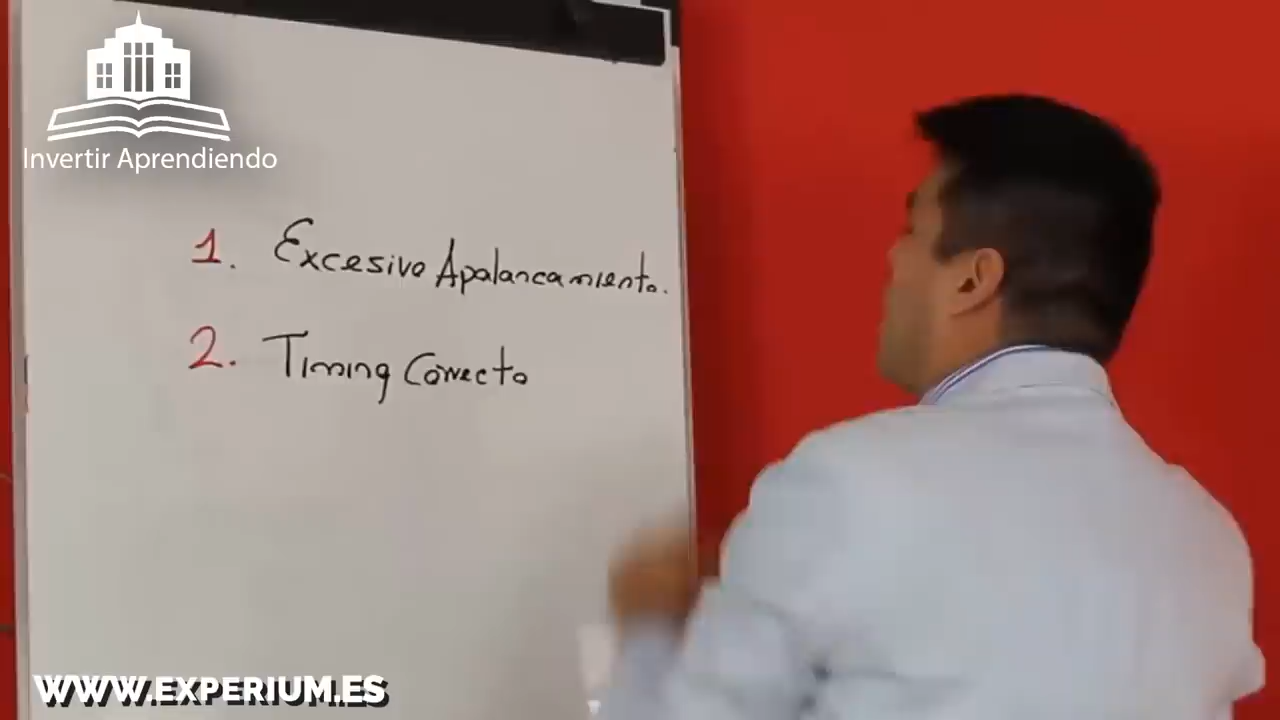 Invertir Aprendiendo
1. Excesivo Apalancamiento.
2. Timing Correcto
WWW.EXPERIUM.ES